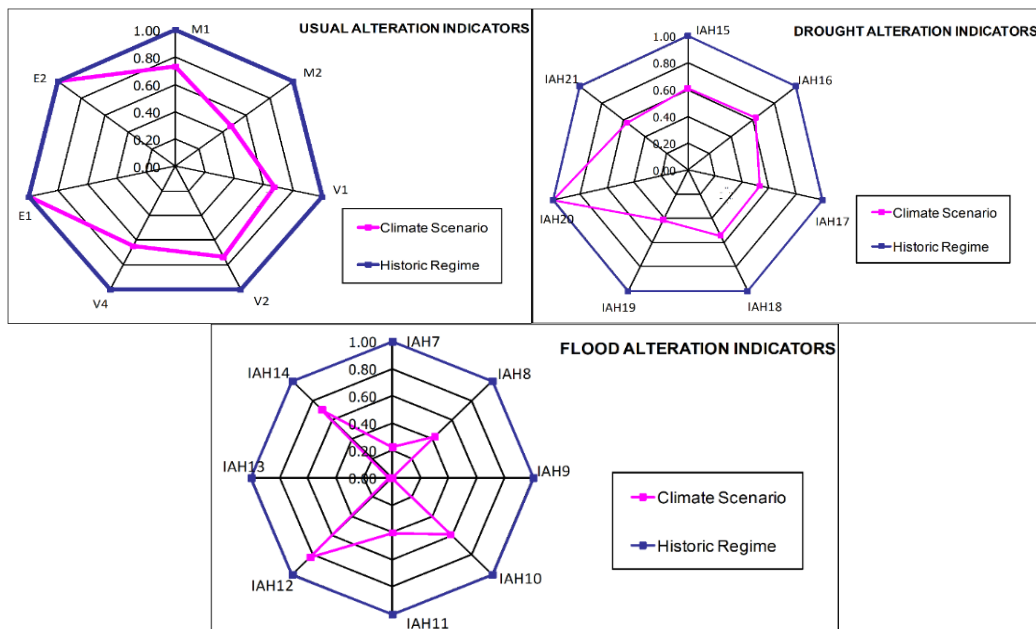 USUAL ALTERATION INDICATORS
M1
1.00
0.80
0.60
0.40
0.20
0.00
M2
V1
V2
V4
E1
E2
Climate Scenario
Historic Regime
DROUGHT ALTERATION INDICATORS
IAH15
1.00
0.80
0.60
0.40
0.20
0.00
IAH16
IAH17
IAH18
IAH19
IAH20
IAH21
Climate Scenario
Historic Regime
FLOOD ALTERATION INDICATORS
IAH7
1.00
0.80
0.60
0.40
0.20
0.00
IAH8
IAH9
IAH10
IAH11
IAH12
IAH13
IAH14
Climate Scenario
Historic Regime